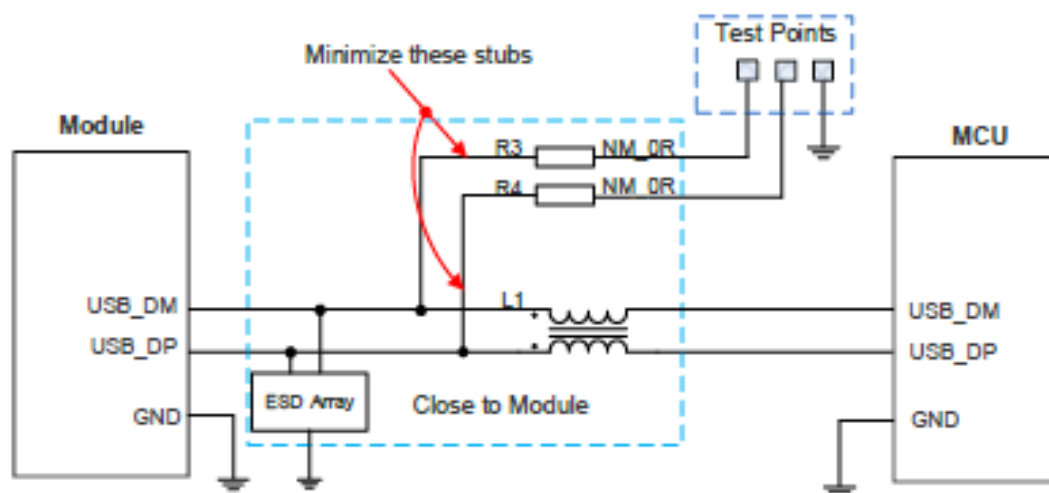 Test Points
Minimize these stubs
Module
MCU
R3 NM_0R
R4 NM_0R
USB_DM
L1
USB_DM
USB_DP
USB_DP
ESD Array
Close to Module
GND
GND